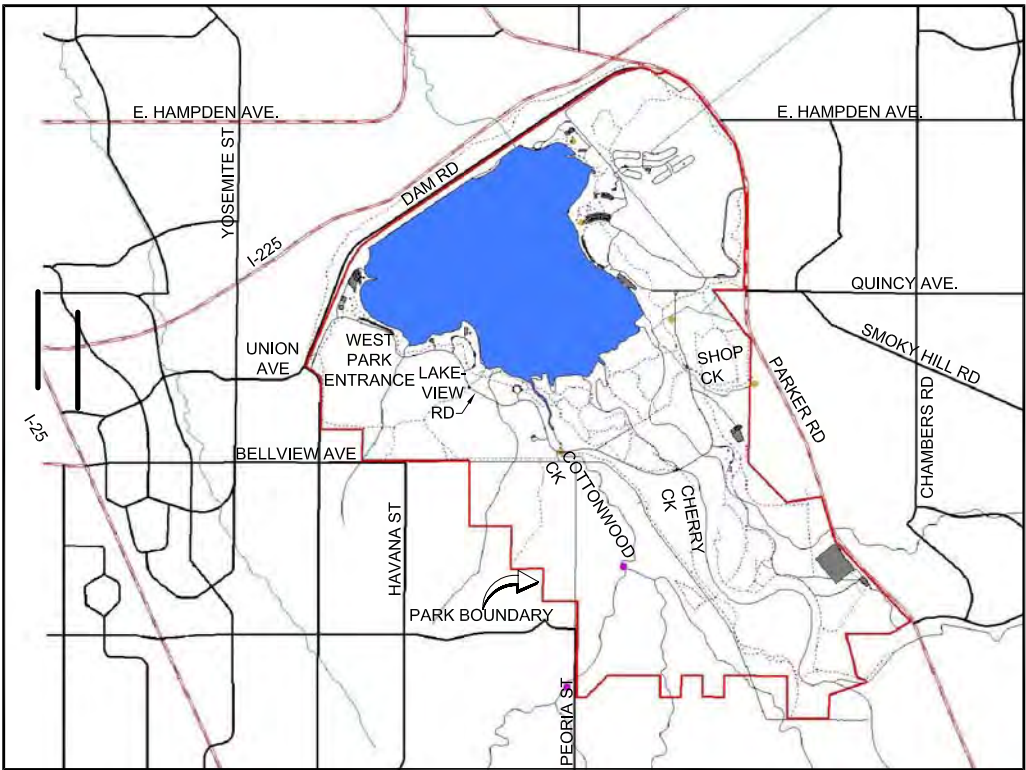 E. HAMPDEN AVE.
E. HAMPDEN AVE.
YOSEMITE ST
DAM RD
I-225
QUINCY AVE.
SMOKY HILL RD
UNION
AVE
WEST
PARK
ENTRANCE
LAKE-
VIEW
RD
SHOP
CK
PARKER RD
CHAMBERS RD
I-25
BELLVIEW AVE
HAVANA ST
COTTONWOOD
CK
CHERRY
CK
PARK BOUNDARY
PEORIA ST